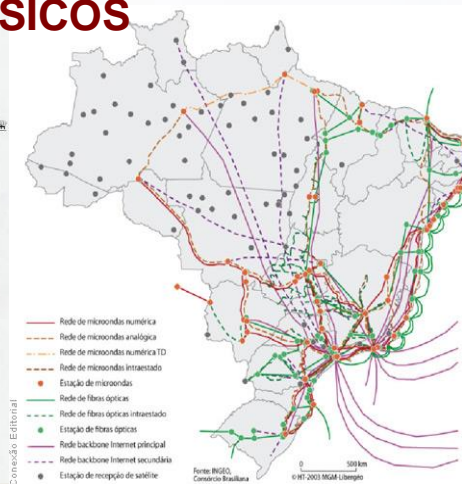 SICOS
Rede de microondas numérica
Rede de microondas analógica
Rede de microondas numérica TD
Rede de microondas intraestado
Estação de microondas
Rede de fibras ópticas
Rede de fibras ópticas intraestado
Estação de fibras ópticas
Rede backbone Internet principal
Rede backbone Internet secundária
Estação de recepção de satélite
Conexão Editorial
Fonte: INGEO,
Consórcio Brasiliana
0 500 km
© HT-2003 MGM-Libergéo